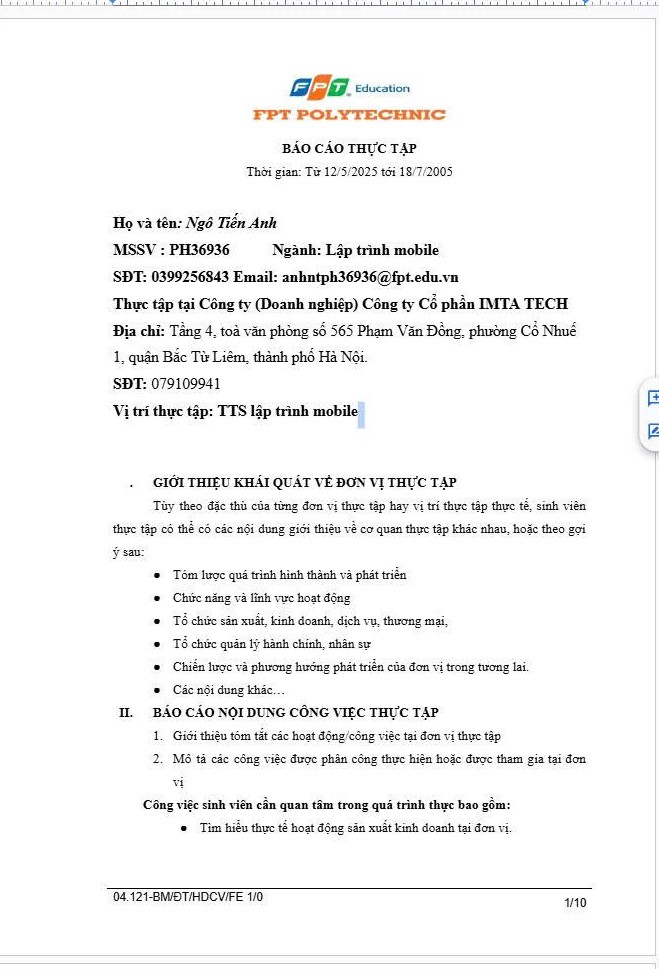 FPT Education
FPT POLYTECHNIC
BÁO CÁO THỰC TẬP
Thời gian: Từ 12/5/2025 tới 18/7/2005
Họ và tên: Ngô Tiến Anh
MSSV : PH36936 Ngành: Lập trình mobile
SĐT: 0399256843 Email: anhntph36936@fpt.edu.vn
Thực tập tại Công ty (Doanh nghiệp) Công ty Cổ phần IMTA TECH
Địa chỉ: Tầng 4, toà văn phòng số 565 Phạm Văn Đồng, phường Cổ Nhuế
1, quận Bắc Từ Liêm, thành phố Hà Nội.
SĐT: 079109941
Vị trí thực tập: TTS lập trình mobile
. GIỚI THIỆU KHÁI QUÁT VỀ ĐƠN VỊ THỰC TẬP
Tùy theo đặc thù của từng đơn vị thực tập hay vị trí thực tập thực tế, sinh viên
thực tập có thể có các nội dung giới thiệu về cơ quan thực tập khác nhau, hoặc theo gợi
ý sau:
● Tóm lược quá trình hình thành và phát triển
● Chức năng và lĩnh vực hoạt động
● Tổ chức sản xuất, kinh doanh, dịch vụ, thương mại,
● Tổ chức quản lý hành chính, nhân sự
● Chiến lược và phương hướng phát triển của đơn vị trong tương lai.
● Các nội dung khác…
II. BÁO CÁO NỘI DUNG CÔNG VIỆC THỰC TẬP
1. Giới thiệu tóm tắt các hoạt động/công việc tại đơn vị thực tập
2. Mô tả các công việc được phân công thực hiện hoặc được tham gia tại đơn
vị
Công việc sinh viên cần quan tâm trong quá trình thực bao gồm:
● Tìm hiểu thực tế hoạt động sản xuất kinh doanh tại đơn vị.
04.121-BM/ĐT/HDCV/FE 1/0
1/10